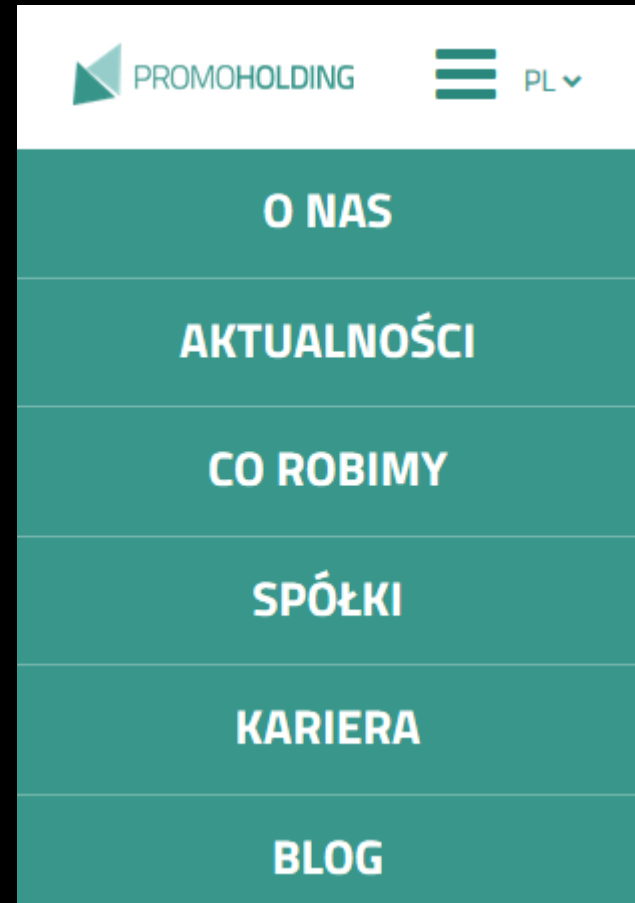 PROMOHOLDING
PL
O NAS
AKTUALNOŚCI
CO ROBIMY
SPÓŁKI
KARIERA
BLOG